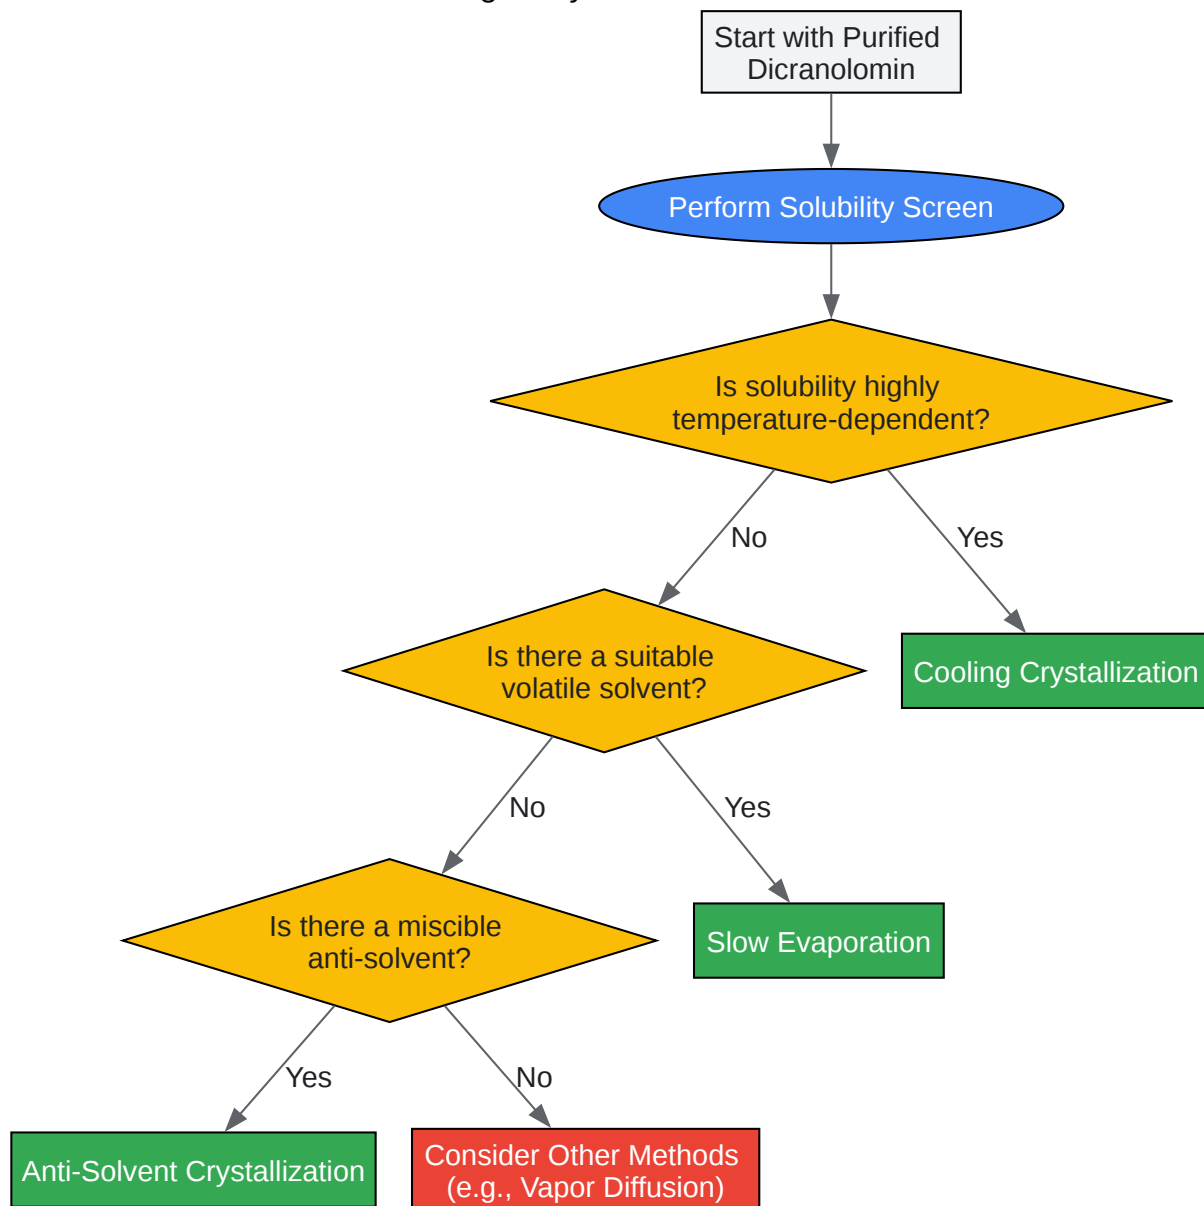 Start with Purified
Dicranolomin
Perform Solubility Screen
Is solubility highly
temperature-dependent?
No
Yes
Is there a suitable
volatile solvent?
Cooling Crystallization
No
Yes
Is there a miscible
anti-solvent?
Slow Evaporation
Yes
No
Anti-Solvent Crystallization
Consider Other Methods
(e.g., Vapor Diffusion)